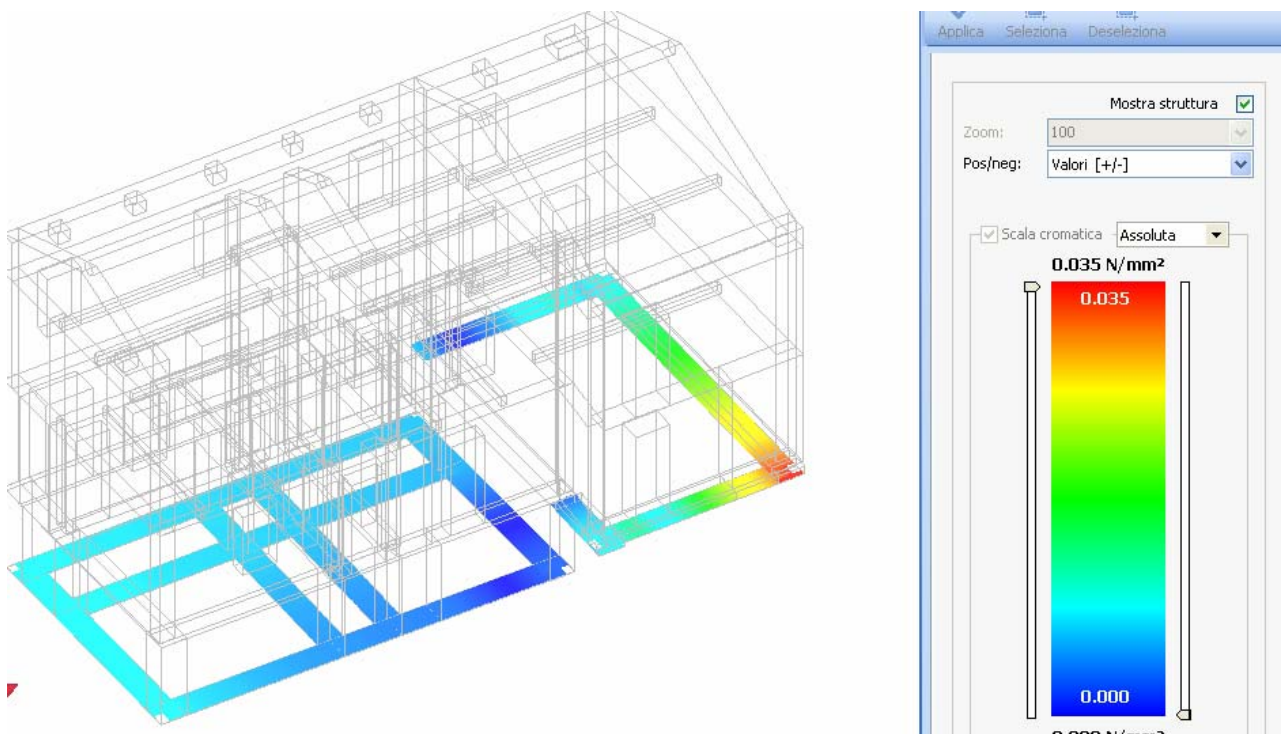 Applica Seleziona Deseleziona
Mostra struttura
Zoom: 100
Pos/neg: Valori [+/-]
Scala cromatica Assoluta
0.035 N/mm²
0.035
0.000